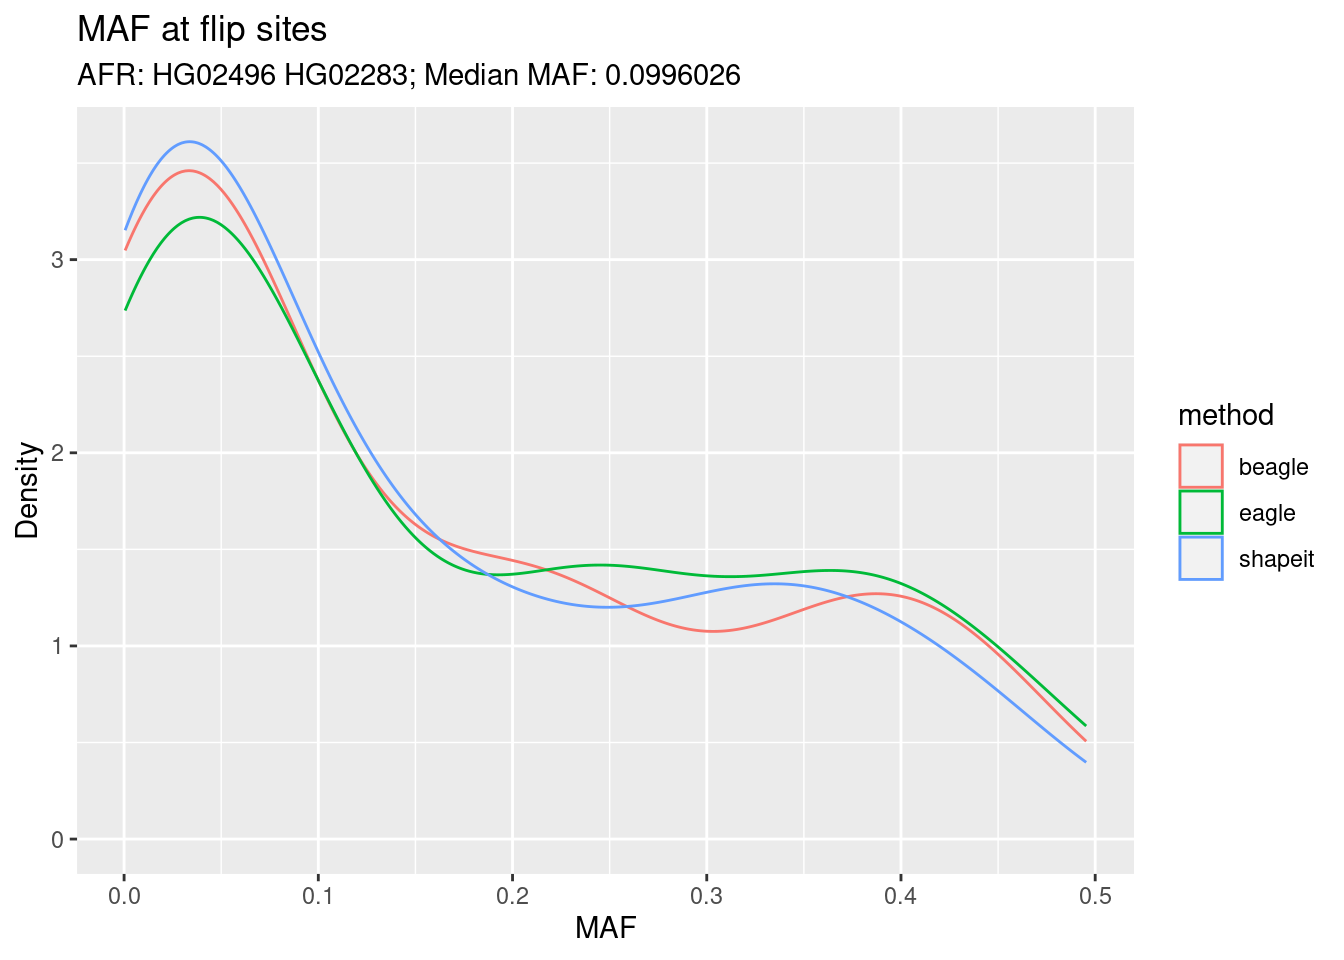 MAF at flip sites
AFR: HG02496 HG02283; Median MAF: 0.0996026
3
2
1
0
Density
0.0 0.1 0.2 0.3 0.4 0.5
MAF
method
beagle
eagle
shapeit